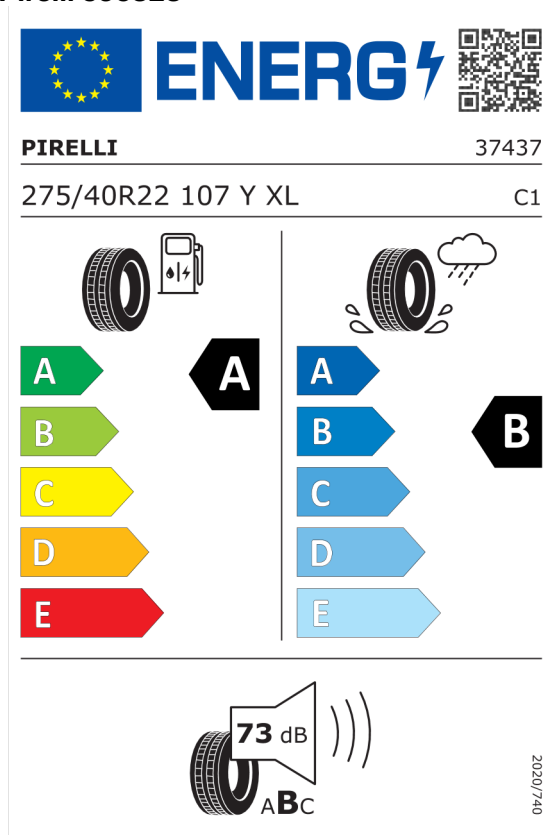 ENERG
PIRELLI 37437
275/40R22 107 Y XL C1
A A A
B B B
C C
D D
E E
73 dB
ABC
2020/740